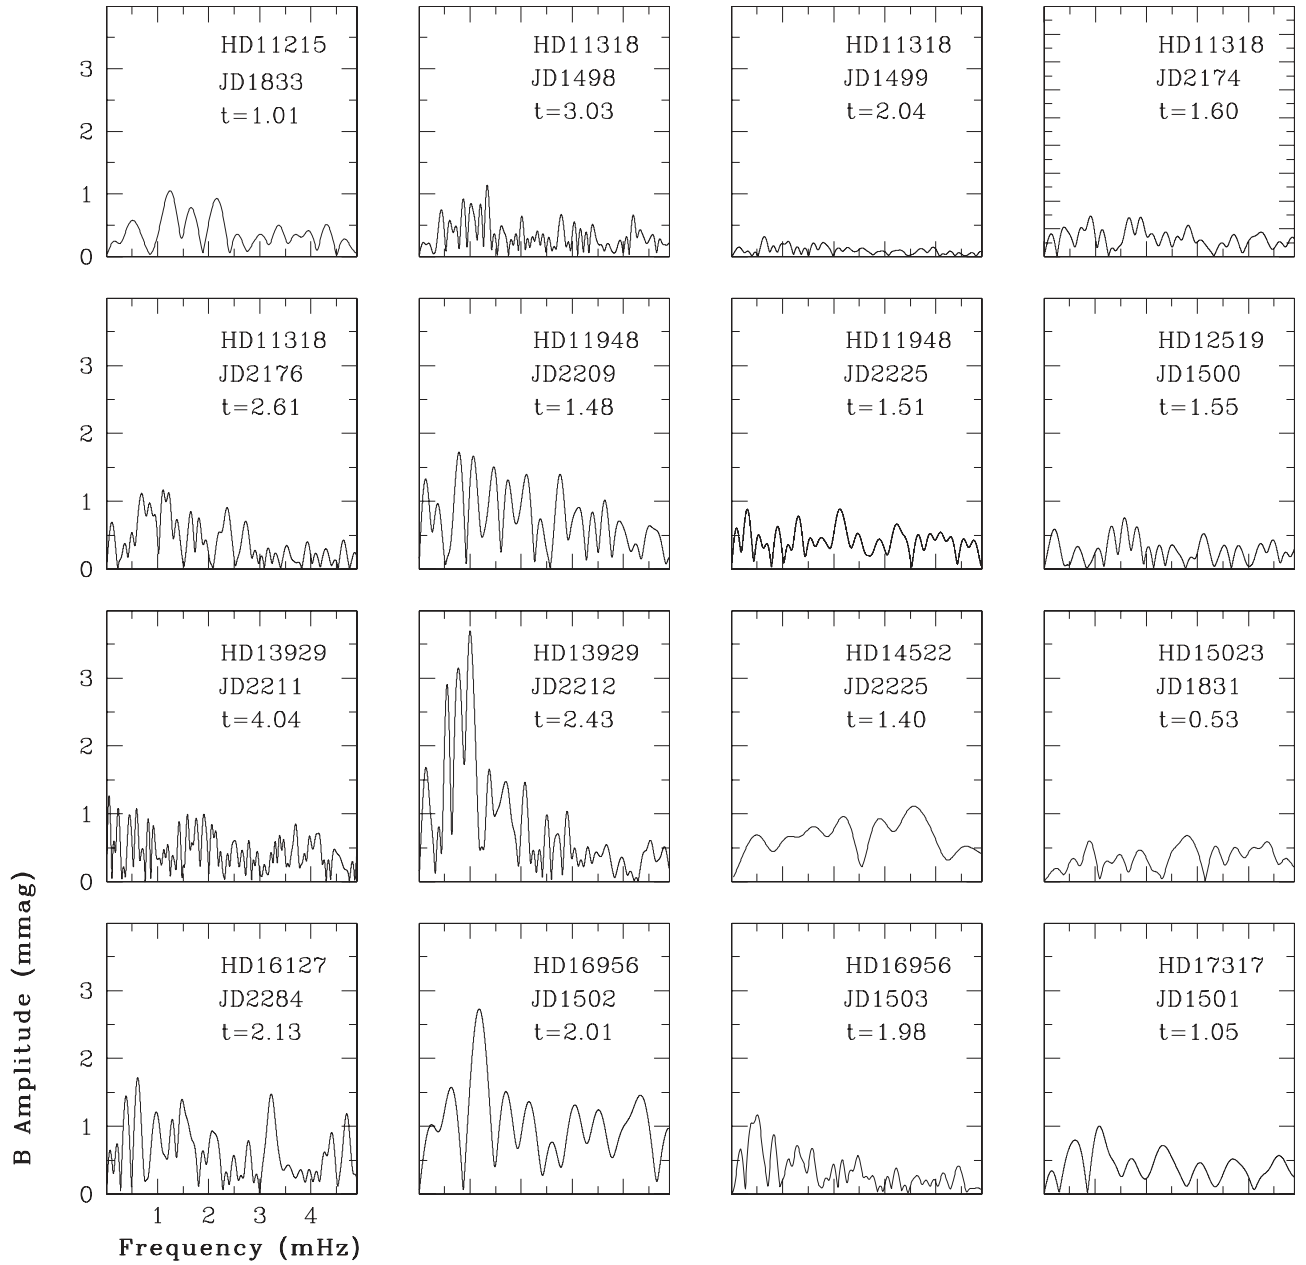 HD11215
JD1833
t=1.01
HD11318
JD1498
t=3.03
HD11318
JD1499
t=2.04
HD11318
JD2174
t=1.60
3
2
1
0
HD11318
JD2176
t=2.61
HD11948
JD2209
t=1.48
HD11948
JD2225
t=1.51
HD12519
JD1500
t=1.55
3
2
1
0
HD13929
JD2211
t=4.04
HD13929
JD2212
t=2.43
HD14522
JD2225
t=1.40
HD15023
JD1831
t=0.53
3
2
1
0
HD16127
JD2284
t=2.13
HD16956
JD1502
t=2.01
HD16956
JD1503
t=1.98
HD17317
JD1501
t=1.05
3
2
1
0
B Amplitude (mmag)
1 2 3 4
Frequency (mHz)